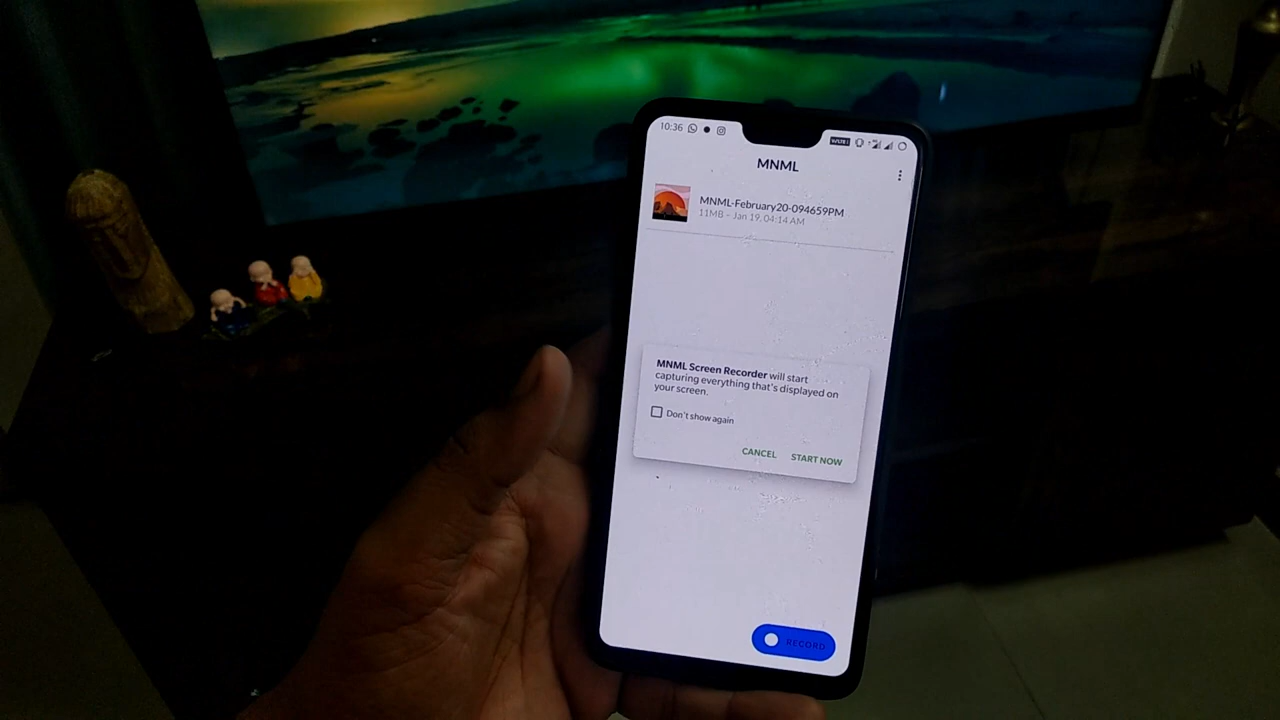 10:36
MNML
MNML-February20-094659PM
11MB – Jan 19, 04:14 AM
MNML Screen Recorder will start
capturing everything that's displayed on
your screen.
Don't show again
CANCEL START NOW
RECORD